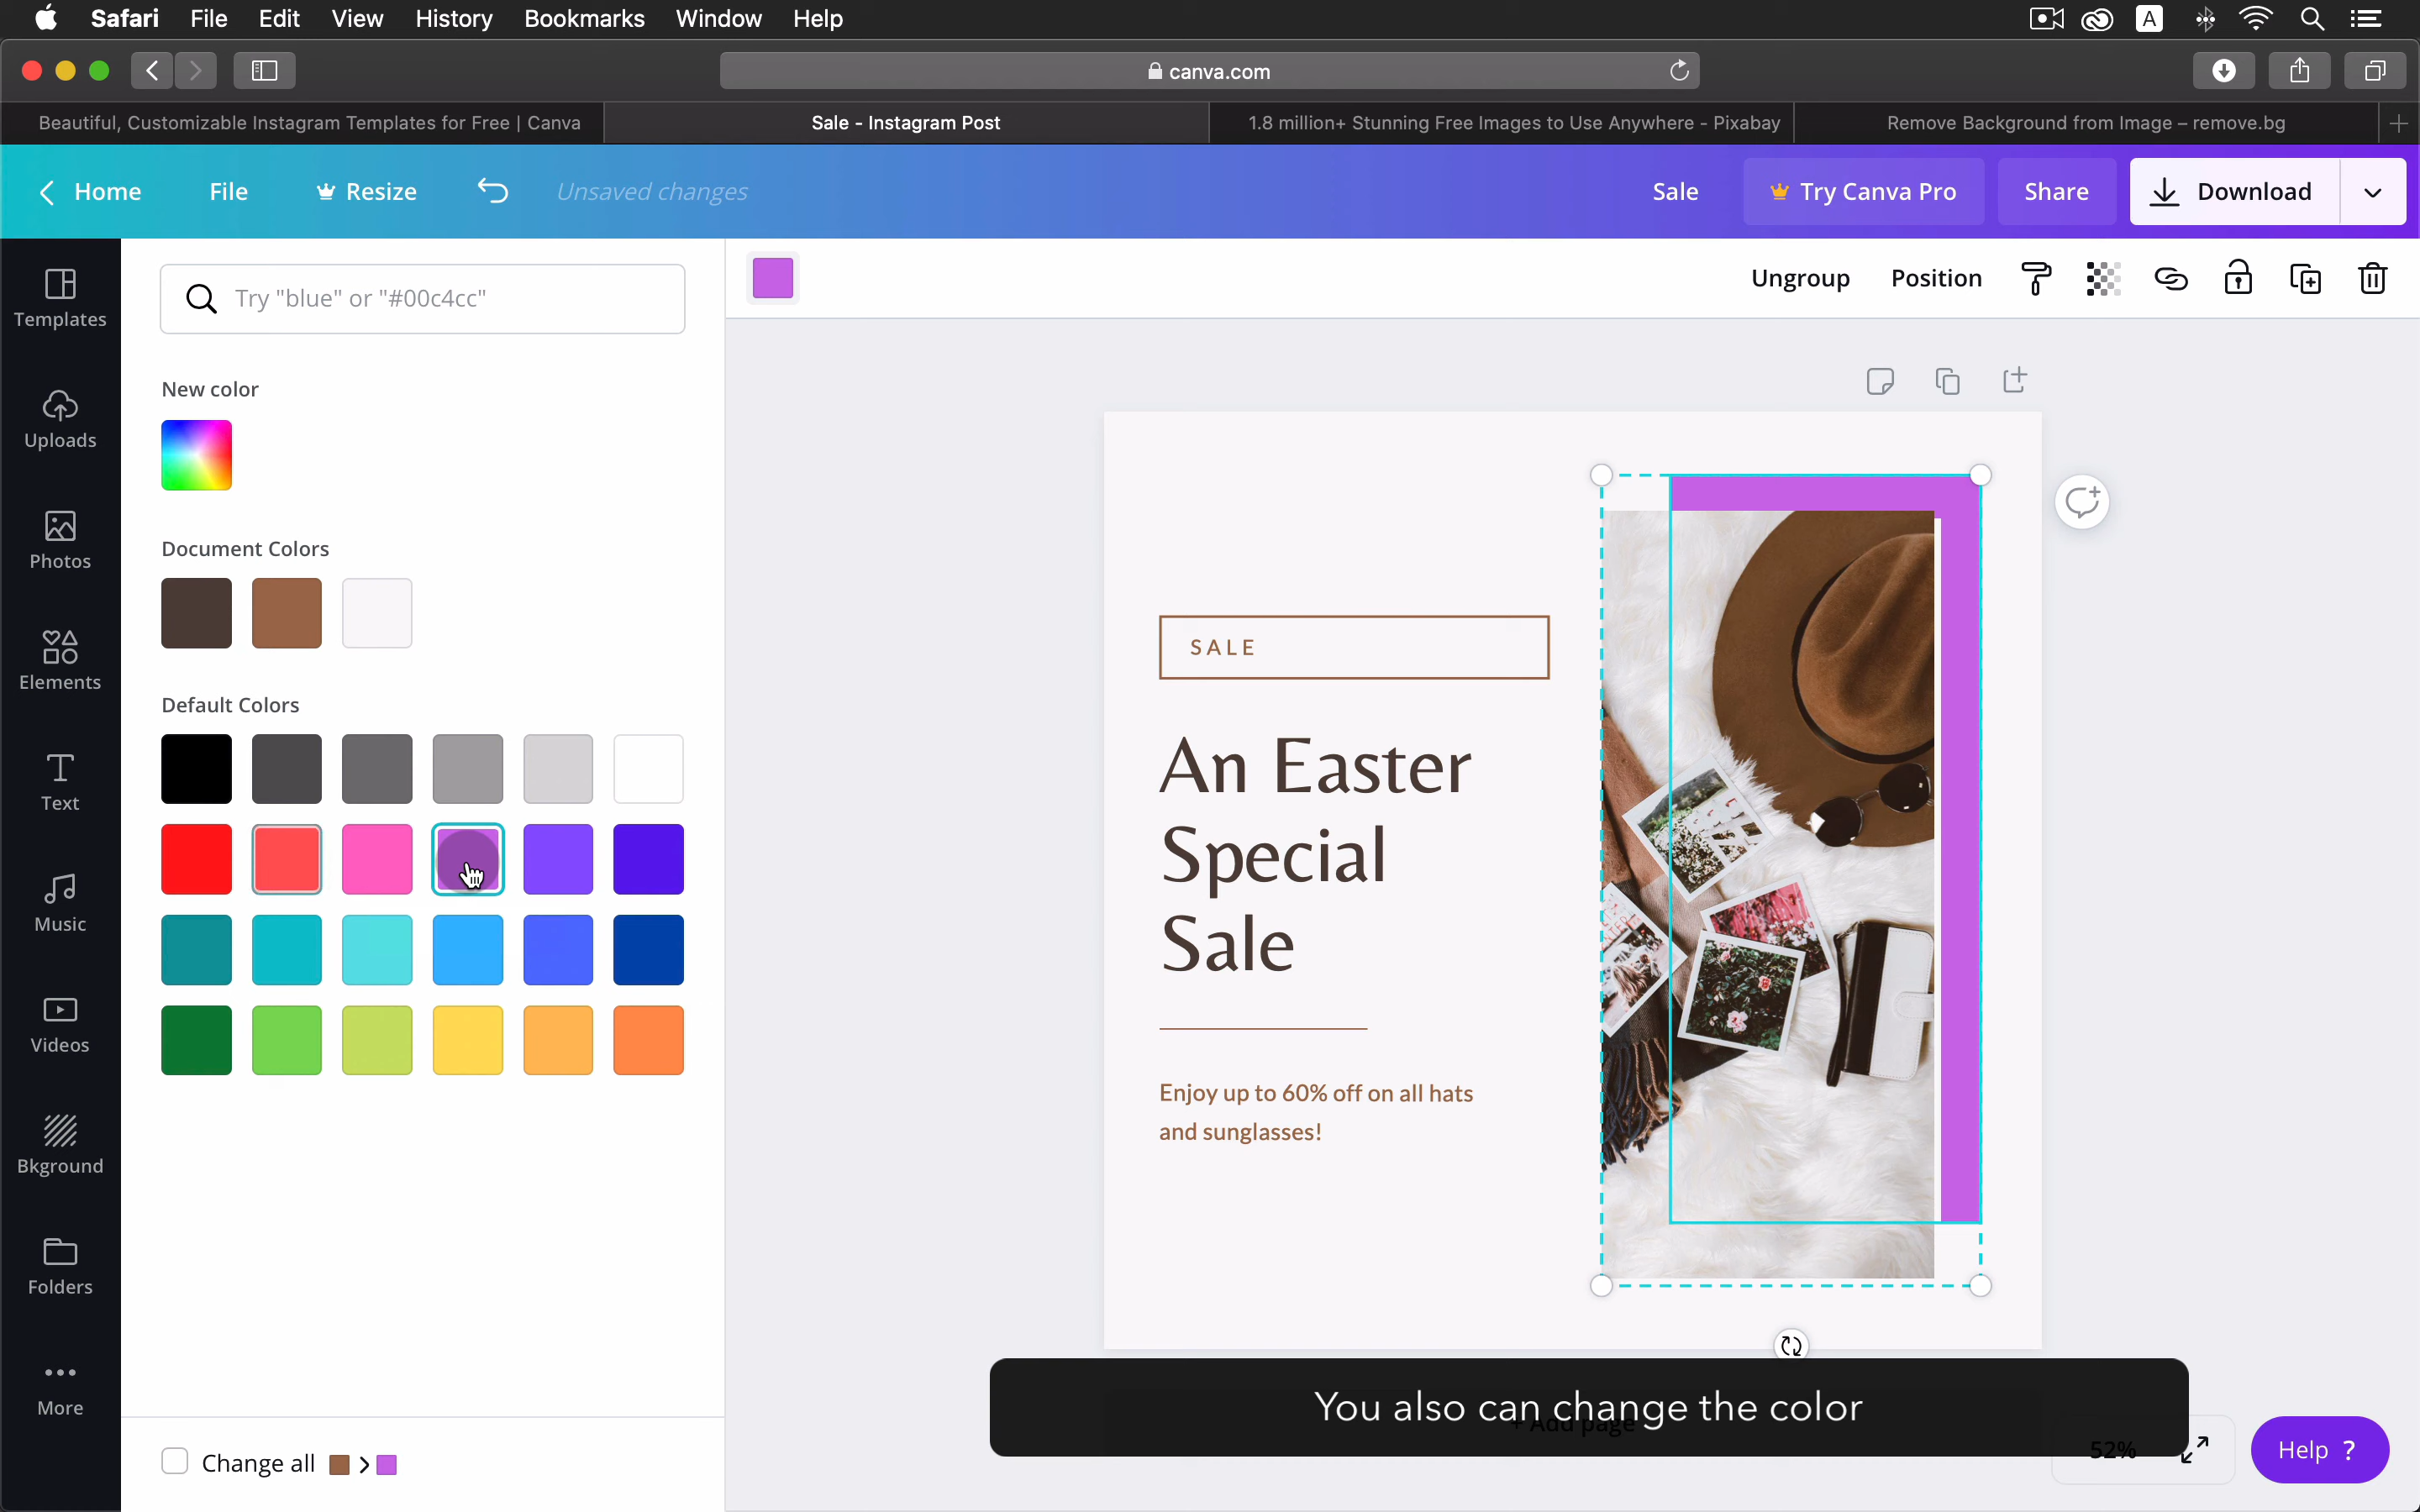 Safari File Edit View History Bookmarks Window Help
A
canva.com
Beautiful, Customizable Instagram Templates for Free | Canva
Sale - Instagram Post
1.8 million+ Stunning Free Images to Use Anywhere - Pixabay
Remove Background from Image – remove.bg
Home File Resize Unsaved changes Sale Try Canva Pro Share Download
Templates
Uploads
Photos
Elements
Text
Music
Videos
Bkground
Folders
More
Try "blue" or "#00c4cc"
New color
Document Colors
Default Colors
Change all
Ungroup Position
SALE
An Easter
Special
Sale
Enjoy up to 60% off on all hats
and sunglasses!
You also can change the color
+ Add page
52%
Help ?